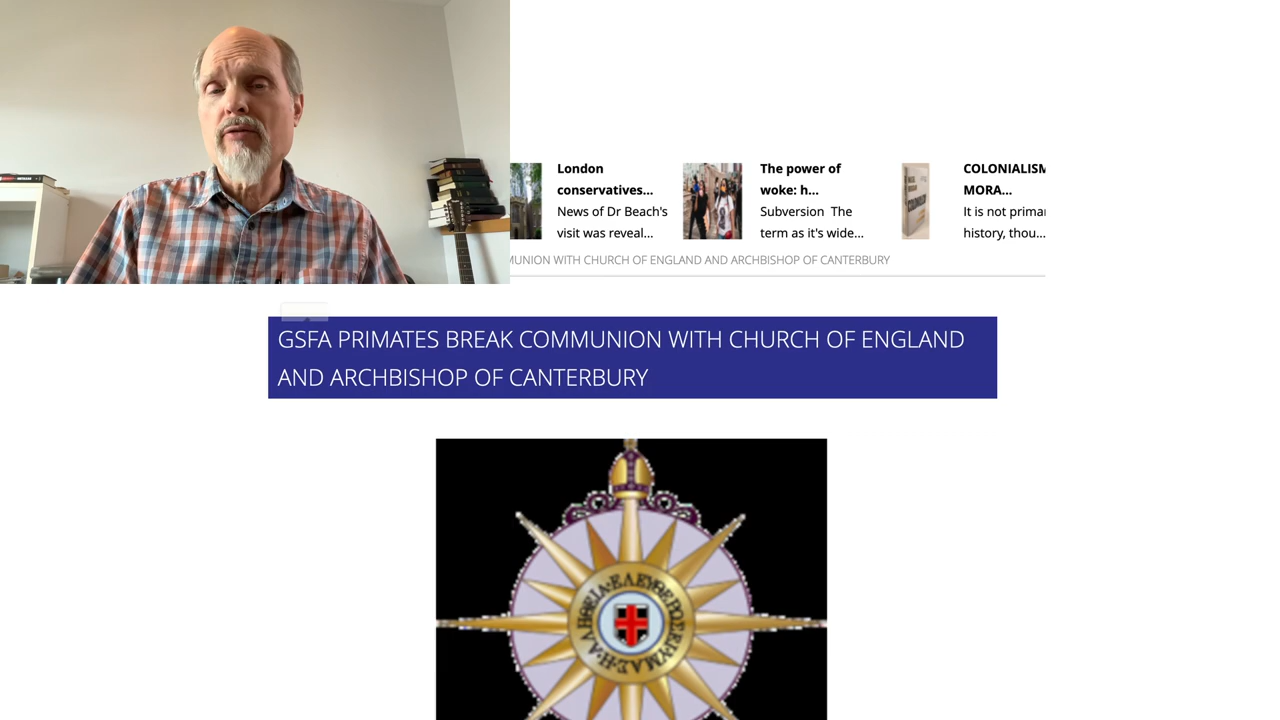 London
conservatives...
News of Dr Beach's
visit was reveal...
The power of
woke: h...
Subversion The
term as it's wide...
COLONIALISM
MORA...
It is not primar
history, thou...
MUNION WITH CHURCH OF ENGLAND AND ARCHBISHOP OF CANTERBURY
GSFA PRIMATES BREAK COMMUNION WITH CHURCH OF ENGLAND
AND ARCHBISHOP OF CANTERBURY